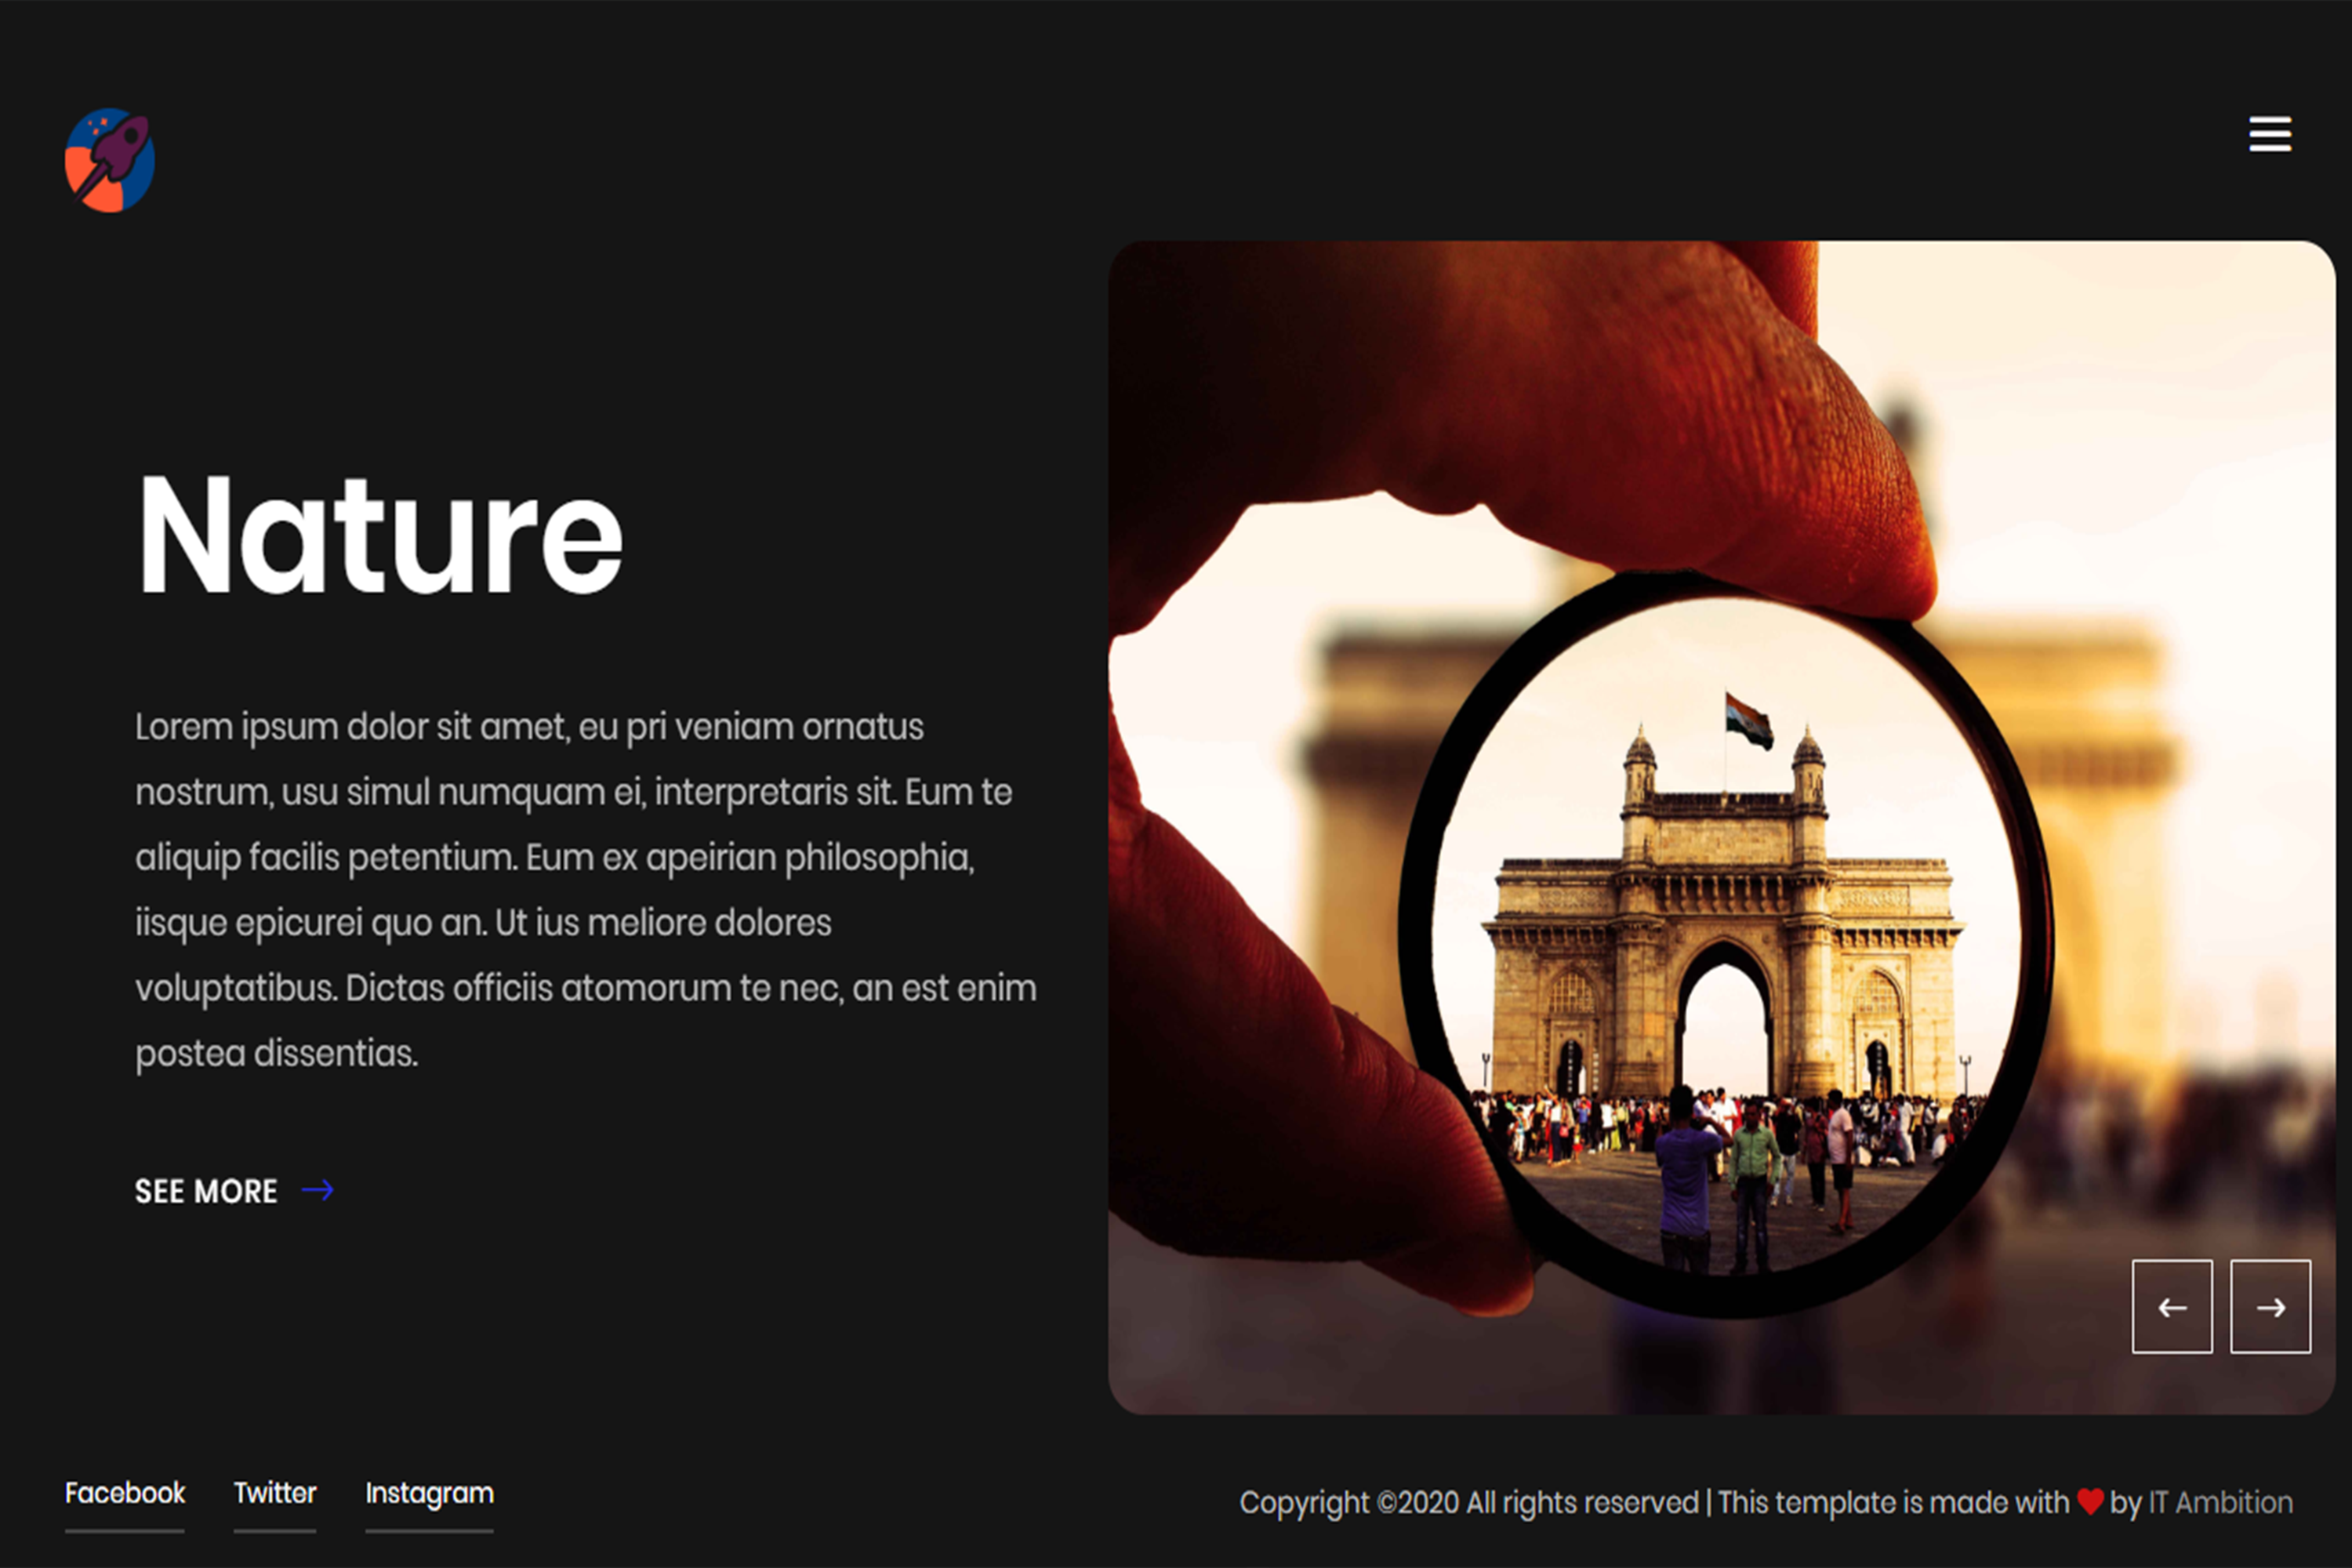 Nature
Lorem ipsum dolor sit amet, eu pri veniam ornatus
nostrum, usu simul numquam ei, interpretaris sit. Eum te
aliquip facilis petentium. Eum ex apeirian philosophia,
iisque epicurei quo an. Ut ius meliore dolores
voluptatibus. Dictas officiis atomorum te nec, an est enim
postea dissentias.
SEE MORE →
Facebook Twitter Instagram
Copyright ©2020 All rights reserved | This template is made with ❤ by IT Ambition